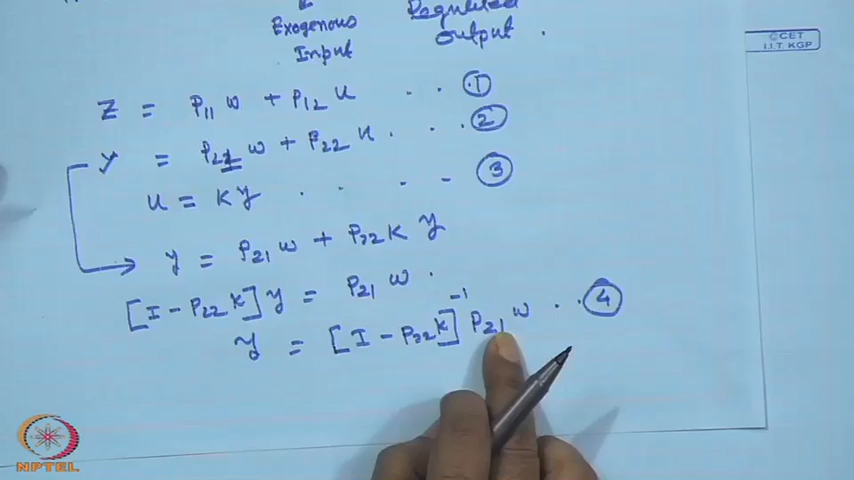 Exogenous Regulated
Input Output .
© CET
I.I.T. KGP
Z = P11 w + P12 u . . . ①
y = P21 w + P22 u . . . ②
u = K y . . . - ③
y = P21 w + P22 K y
[I - P22 K] y = P21 w .
y = [I - P22 K]⁻¹ P21 w . . ④
NPTEL